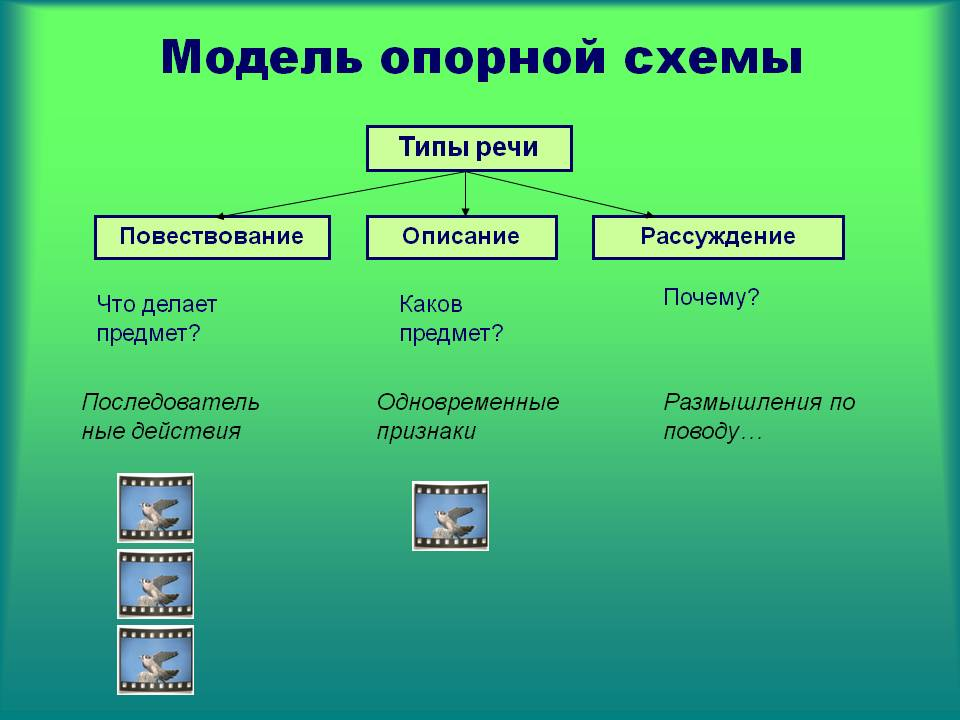 Модель опорной схемы
Типы речи
Повествование
Описание
Рассуждение
Что делает
предмет?
Каков
предмет?
Почему?
Последователь
ные действия
Одновременные
признаки
Размышления по
поводу…